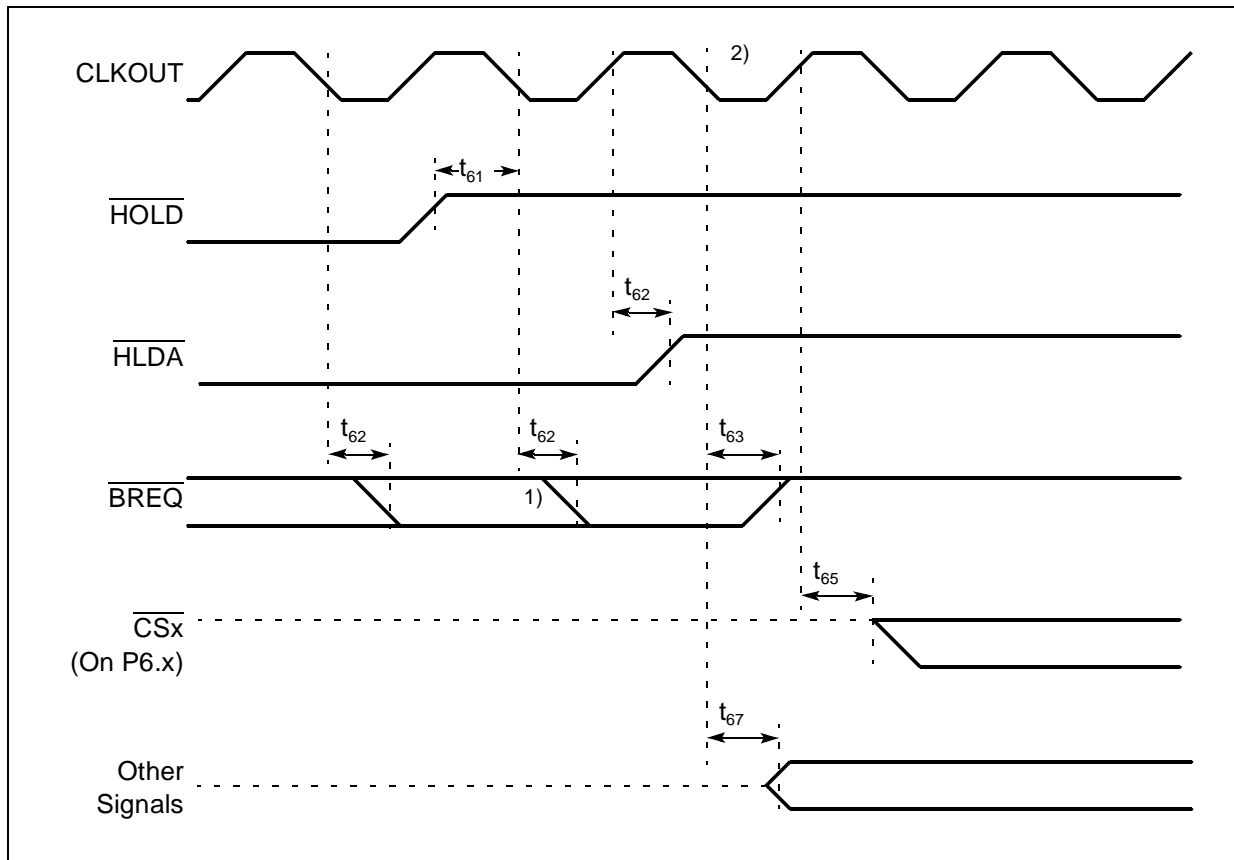 CLKOUT
2)
t61
HOLD
t62
HLDA
t62
t62
t63
BREQ
1)
t65
CSx
(On P6.x)
t67
Other
Signals